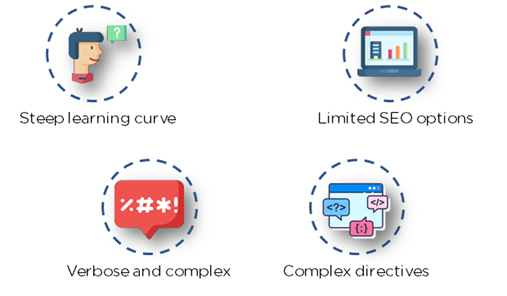 ?
Steep learning curve
Limited SEO options
%#*!
Verbose and complex
<?>
</>
{;}
Complex directives